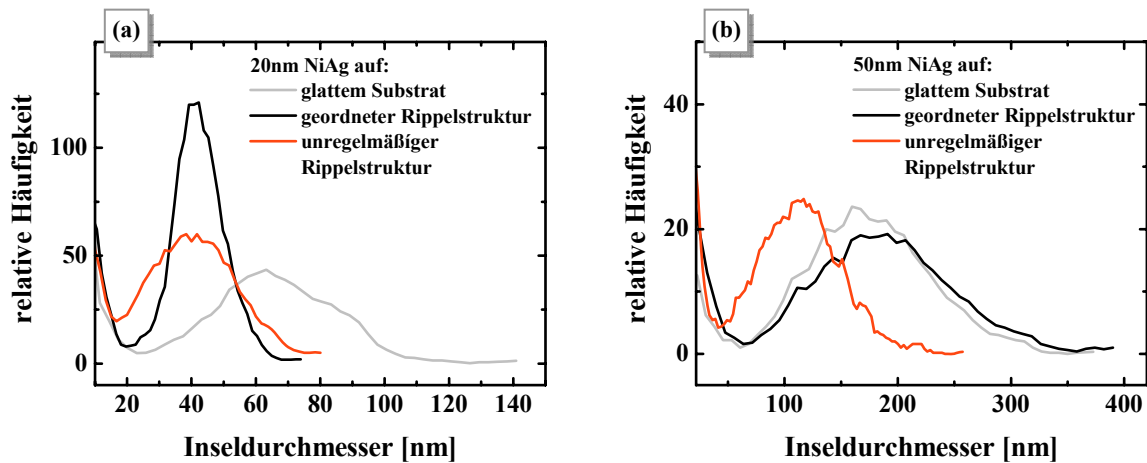 (a)
20nm NiAg auf:
glattem Substrat
geordneter Rippelstruktur
unregelmäßíger
Rippelstruktur
relative Häufigkeit
100
50
0
20 40 60 80 100 120 140
Inseldurchmesser [nm]
(b)
50nm NiAg auf:
glattem Substrat
geordneter Rippelstruktur
unregelmäßiger
Rippelstruktur
relative Häufigkeit
40
20
0
100 200 300 400
Inseldurchmesser [nm]